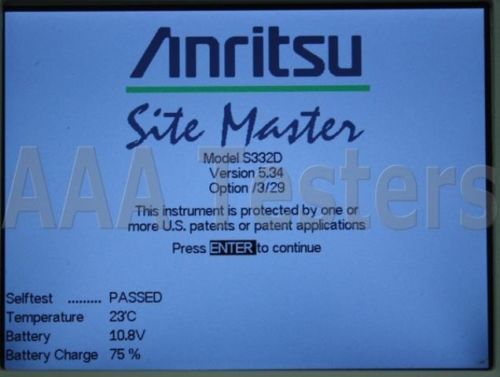 Anritsu
Site Master
Model S332D
Version 5.34
Option /3/29
AAA Testers
This instrument is protected by one or
more U.S. patents or patent applications
Press ENTER to continue
Selftest ......... PASSED
Temperature 23°C
Battery 10.8V
Battery Charge 75 %